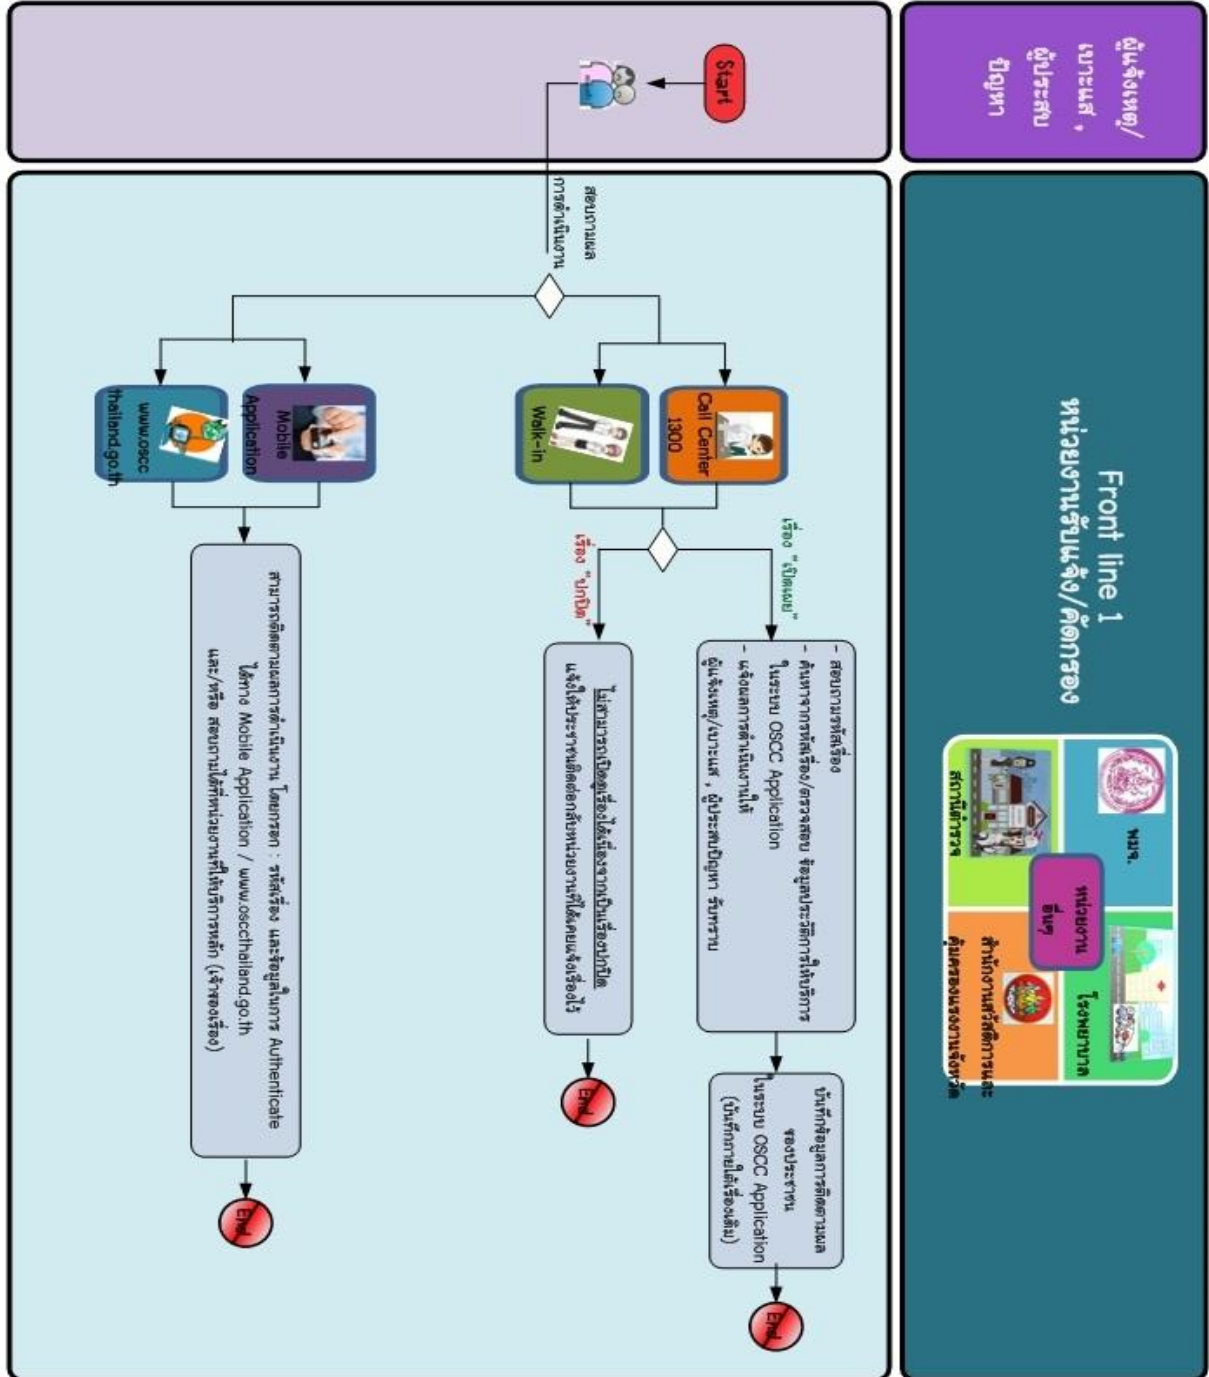 ผู้แจ้งเหตุ/
เบาะแส ,
ผู้ประสบ
ปัญหา
Front line 1
หน่วยงานรับแจ้ง/คัดกรอง
พมจ.
โรงพยาบาล
หน่วยงาน
อื่นๆ
สถานีตำรวจ
สำนักงานสวัสดิการและ
คุ้มครองแรงงานจังหวัด
Start
สอบถามผล
การดำเนินงาน
Call Center
1300
Walk-in
Mobile
Application
www.oscc
thailand.go.th
เรื่อง "เปิดเผย"
เรื่อง "ปกปิด"
- สอบถามรหัสเรื่อง
- ค้นหาจากรหัสเรื่อง/ตรวจสอบ ข้อมูลประวัติการให้บริการ
ในระบบ OSCC Application
- แจ้งผลการดำเนินงานให้
ผู้แจ้งเหตุ/เบาะแส , ผู้ประสบปัญหา รับทราบ
บันทึกข้อมูลการติดตามผล
ของประชาชน
ในระบบ OSCC Application
(บันทึกภายใต้เรื่องเดิม)
End
ไม่สามารถเปิดดูเรื่องได้เนื่องจากเป็นเรื่องปกปิด
แจ้งให้ประชาชนติดต่อกลับหน่วยงานที่ได้เคยแจ้งเรื่องไว้
End
สามารถติดตามผลการดำเนินงาน โดยกรอก : รหัสเรื่อง และข้อมูลในการ Authenticate
ได้ทาง Mobile Application / www.osccthailand.go.th
และ/หรือ สอบถามได้ที่หน่วยงานที่ให้บริการหลัก (เจ้าของเรื่อง)
End